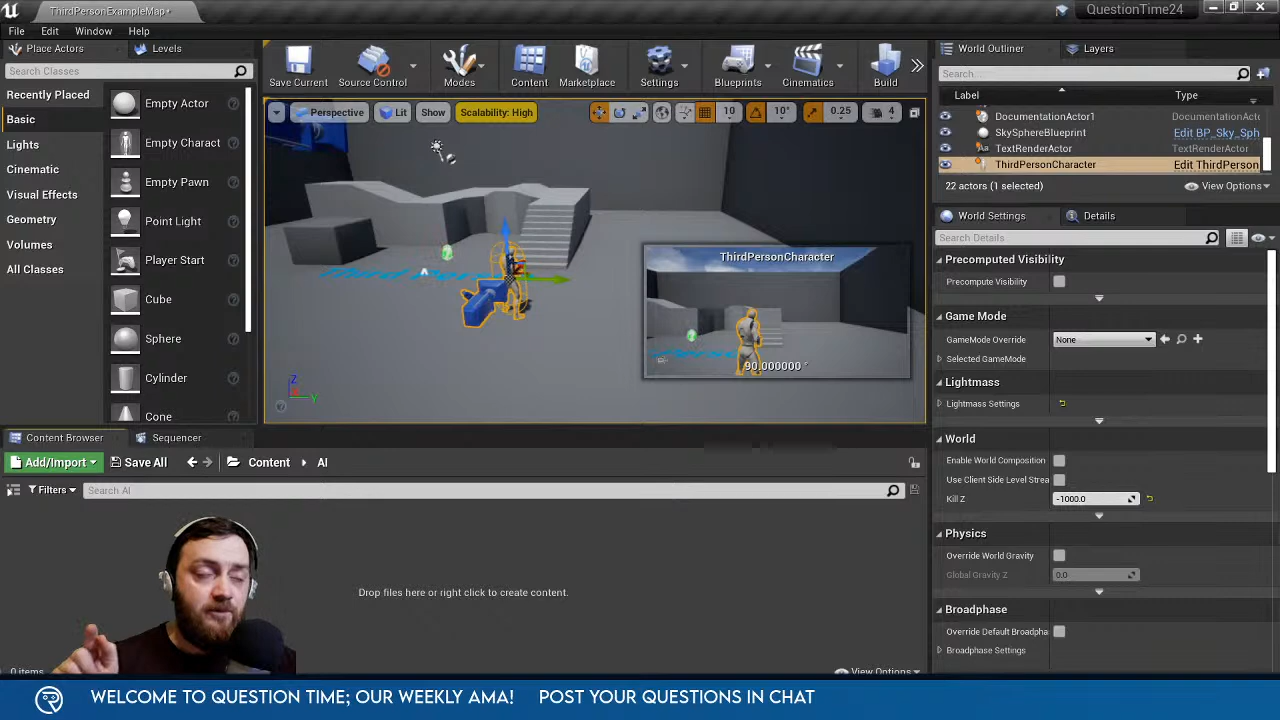 ThirdPersonExampleMap*
QuestionTime24
File Edit Window Help
Place Actors
Levels
Search Classes
Recently Placed
Basic
Lights
Cinematic
Visual Effects
Geometry
Volumes
All Classes
Empty Actor
Empty Charact
Empty Pawn
Point Light
Player Start
Cube
Sphere
Cylinder
Cone
Save Current
Source Control
Modes
Content
Marketplace
Settings
Blueprints
Cinematics
Build
Perspective
Lit
Show
Scalability: High
10
10°
0.25
4
Third Pers
ThirdPersonCharacter
90.000000 °
Z
Y
World Outliner
Layers
Search...
Label
Type
DocumentationActor1
DocumentationActo
SkySphereBlueprint
Edit BP_Sky_Sph
TextRenderActor
TextRenderActor
ThirdPersonCharacter
Edit ThirdPerson
22 actors (1 selected)
View Options
World Settings
Details
Search Details
Precomputed Visibility
Precompute Visibility
Game Mode
GameMode Override
None
Selected GameMode
Lightmass
Lightmass Settings
World
Enable World Composition
Use Client Side Level Strea
Kill Z
-1000.0
Physics
Override World Gravity
Global Gravity Z
0.0
Broadphase
Override Default Broadpha
Broadphase Settings
Content Browser
Sequencer
Add/Import
Save All
Content
AI
Filters
Search AI
Drop files here or right click to create content.
0 items
View Options
WELCOME TO QUESTION TIME; OUR WEEKLY AMA! POST YOUR QUESTIONS IN CHAT